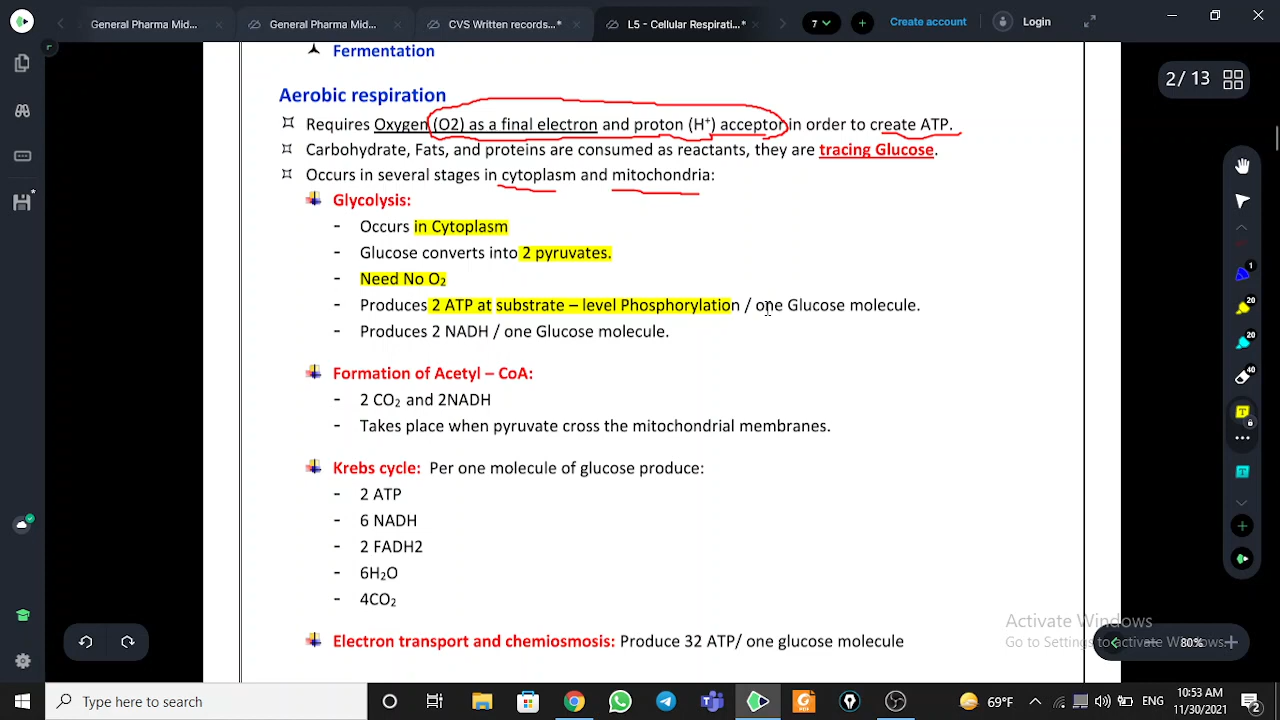 General Pharma Mid...
General Pharma Mid...
CVS Written records...*
L5 - Cellular Respirati...*
7
Create account
Login
Fermentation
2 / 13
Aerobic respiration
Requires Oxygen (O2) as a final electron and proton (H⁺) acceptor in order to create ATP.
Carbohydrate, Fats, and proteins are consumed as reactants, they are tracing Glucose.
Occurs in several stages in cytoplasm and mitochondria:
Glycolysis:
- Occurs in Cytoplasm
- Glucose converts into 2 pyruvates.
- Need No O₂
- Produces 2 ATP at substrate – level Phosphorylation / one Glucose molecule.
- Produces 2 NADH / one Glucose molecule.
Formation of Acetyl – CoA:
- 2 CO₂ and 2NADH
- Takes place when pyruvate cross the mitochondrial membranes.
Krebs cycle: Per one molecule of glucose produce:
- 2 ATP
- 6 NADH
- 2 FADH2
- 6H₂O
- 4CO₂
Electron transport and chemiosmosis: Produce 32 ATP/ one glucose molecule
1
20
20
40
T
T
Activate Windows
Go to Settings to activate Windows.
80%
Type here to search
69°F
ENG
10:53 AM
11/30/2021
2